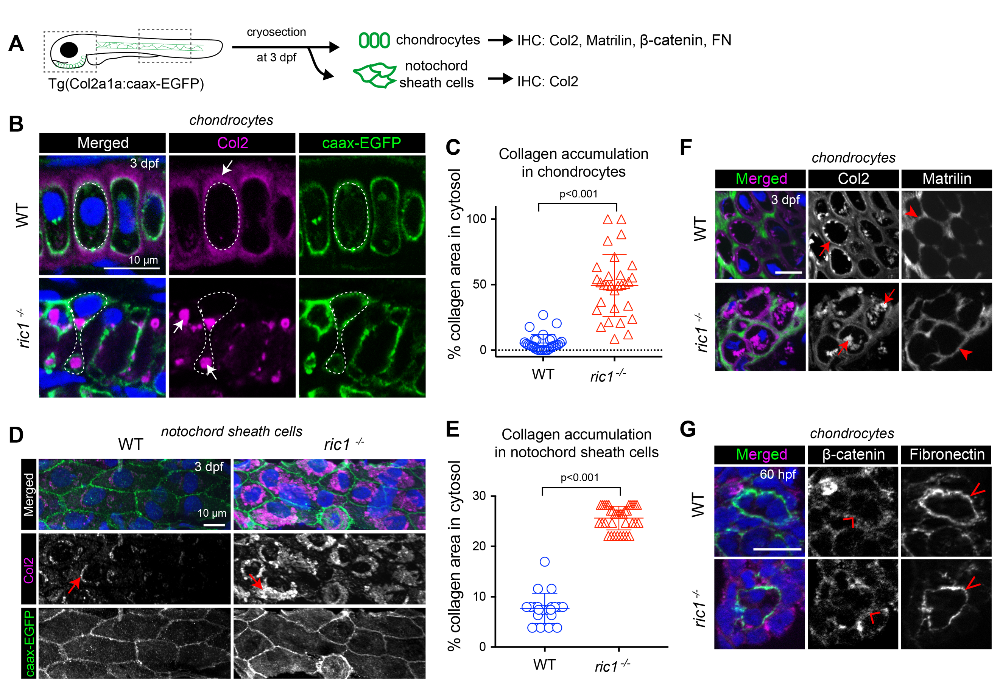 A
cryosection
at 3 dpf
Tg(Col2a1a:caax-EGFP)
chondrocytes
IHC: Col2, Matrilin, β-catenin, FN
notochord
sheath cells
IHC: Col2
B
chondrocytes
Merged
Col2
caax-EGFP
WT
3 dpf
10 µm
ric1 -/-
C
Collagen accumulation
in chondrocytes
% collagen area in cytosol
p<0.001
100
50
0
WT
ric1 -/-
F
chondrocytes
Merged
Col2
Matrilin
WT
3 dpf
ric1 -/-
D
notochord sheath cells
WT
ric1 -/-
Merged
3 dpf
10 µm
Col2
caax-EGFP
E
Collagen accumulation
in notochord sheath cells
% collagen area in cytosol
p<0.001
30
20
10
0
WT
ric1 -/-
G
chondrocytes
Merged
β-catenin
Fibronectin
WT
60 hpf
ric1 -/-